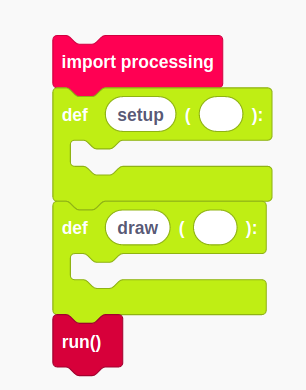 import processing
def setup ( ):
def draw ( ):
run()